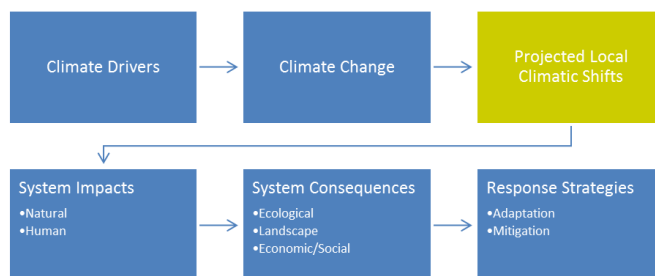 Climate Drivers
Climate Change
Projected Local
Climatic Shifts
System Impacts
•Natural
•Human
System Consequences
•Ecological
•Landscape
•Economic/Social
Response Strategies
•Adaptation
•Mitigation